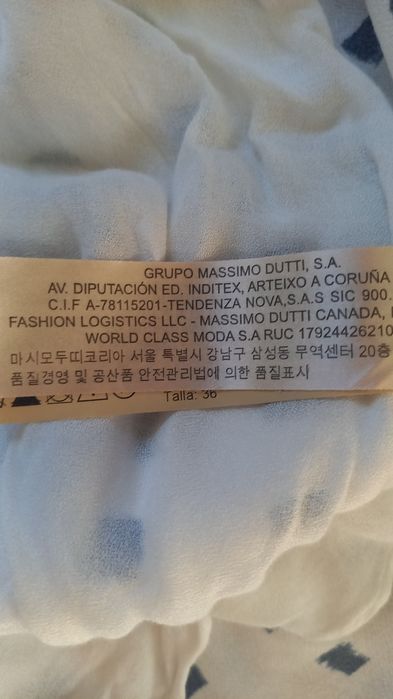 GRUPO MASSIMO DUTTI, S.A.
AV. DIPUTACIÓN ED. INDITEX, ARTEIXO A CORUÑA
C.I.F A-78115201-TENDENZA NOVA,S.A.S SIC 900.
FASHION LOGISTICS LLC - MASSIMO DUTTI CANADA,
WORLD CLASS MODA S.A RUC 17924426210
마시모두띠코리아 서울 특별시 강남구 삼성동 무역센터 20층
품질경영 및 공산품 안전관리법에 의한 품질표시
Talla: 36